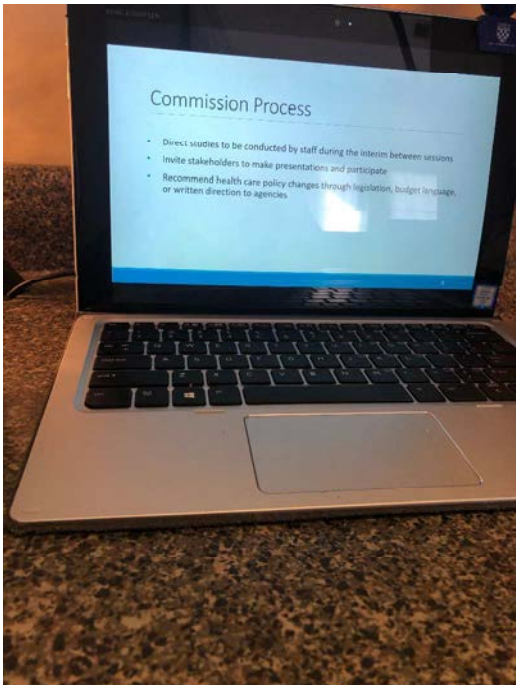 Commission Process
• Direct studies to be conducted by staff during the interim between sessions
• Invite stakeholders to make presentations and participate
• Recommend health care policy changes through legislation, budget language,
or written direction to agencies